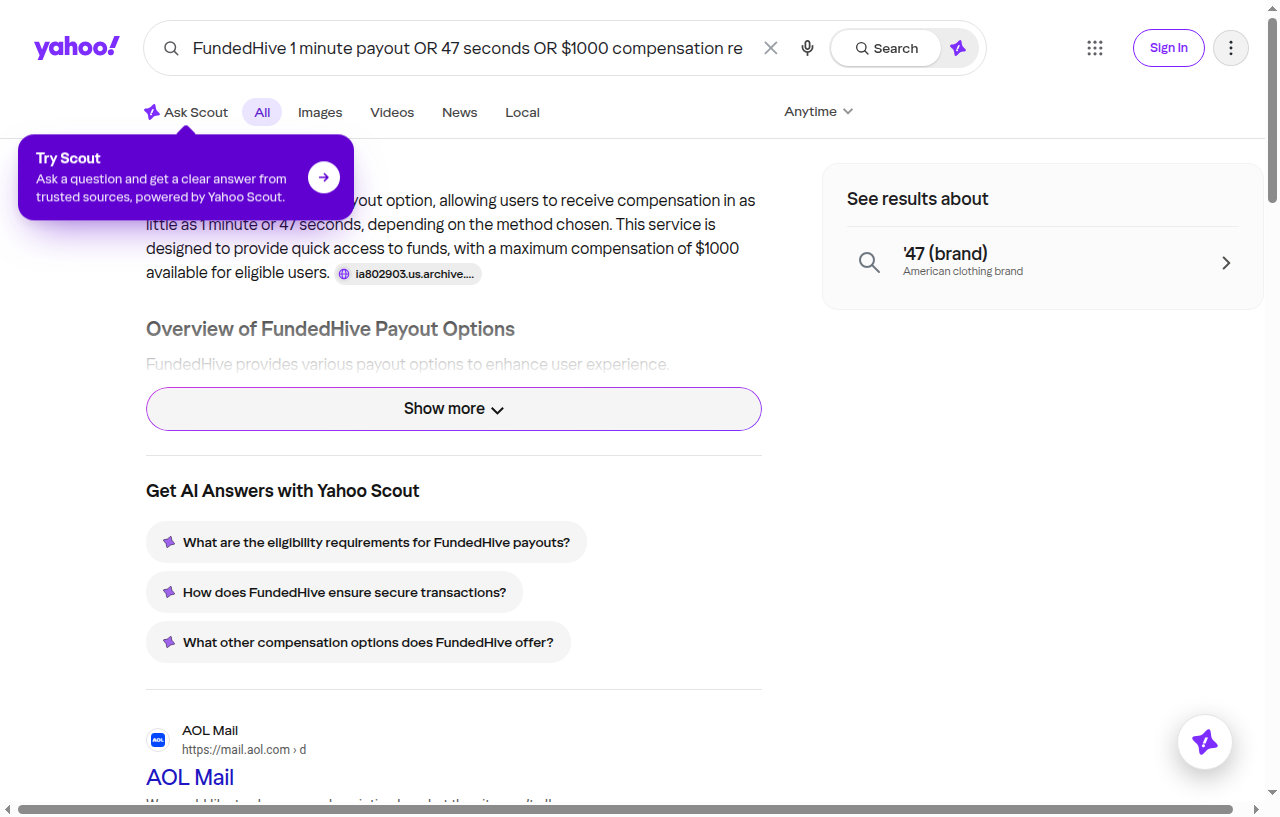 yahoo!
FundedHive 1 minute payout OR 47 seconds OR $1000 compensation re
Search
Sign In
Ask Scout
All
Images
Videos
News
Local
Anytime
Try Scout
Ask a question and get a clear answer from
trusted sources, powered by Yahoo Scout.
yout option, allowing users to receive compensation in as
little as 1 minute or 47 seconds, depending on the method chosen. This service is
designed to provide quick access to funds, with a maximum compensation of $1000
available for eligible users. ia802903.us.archive....
Overview of FundedHive Payout Options
FundedHive provides various payout options to enhance user experience.
Show more
Get AI Answers with Yahoo Scout
What are the eligibility requirements for FundedHive payouts?
How does FundedHive ensure secure transactions?
What other compensation options does FundedHive offer?
AOL Mail
AOL
https://mail.aol.com › d
AOL Mail
See results about
'47 (brand)
American clothing brand